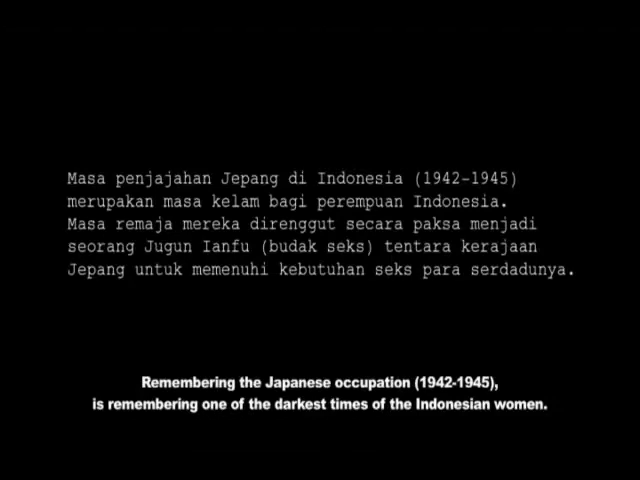 Masa penjajahan Jepang di Indonesia (1942-1945)
merupakan masa kelam bagi perempuan Indonesia.
Masa remaja mereka direnggut secara paksa menjadi
seorang Jugun Ianfu (budak seks) tentara kerajaan
Jepang untuk memenuhi kebutuhan seks para serdadunya.
Remembering the Japanese occupation (1942-1945),
is remembering one of the darkest times of the Indonesian women.